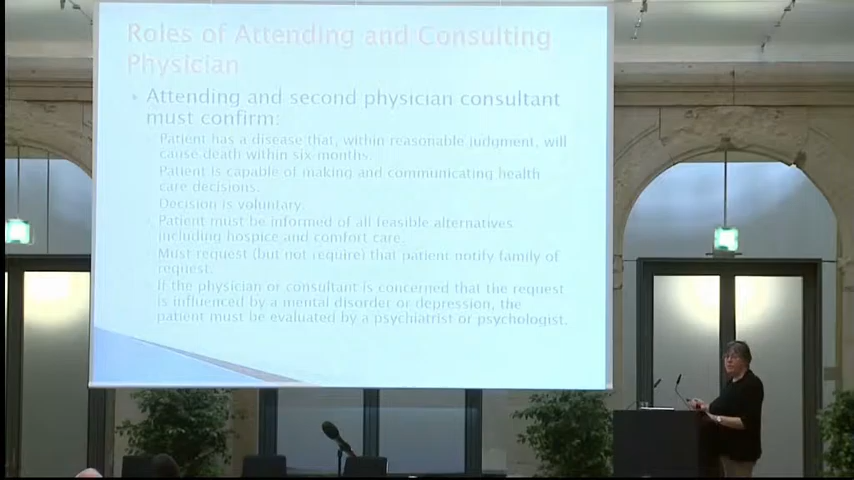 Roles of Attending and Consulting
Physician
Attending and second physician consultant
must confirm:
Patient has a disease that, within reasonable judgment, will
cause death within six months.
Patient is capable of making and communicating health
care decisions.
Decision is voluntary.
Patient must be informed of all feasible alternatives
including hospice and comfort care.
Must request (but not require) that patient notify family of
request.
If the physician or consultant is concerned that the request
is influenced by a mental disorder or depression, the
patient must be evaluated by a psychiatrist or psychologist.